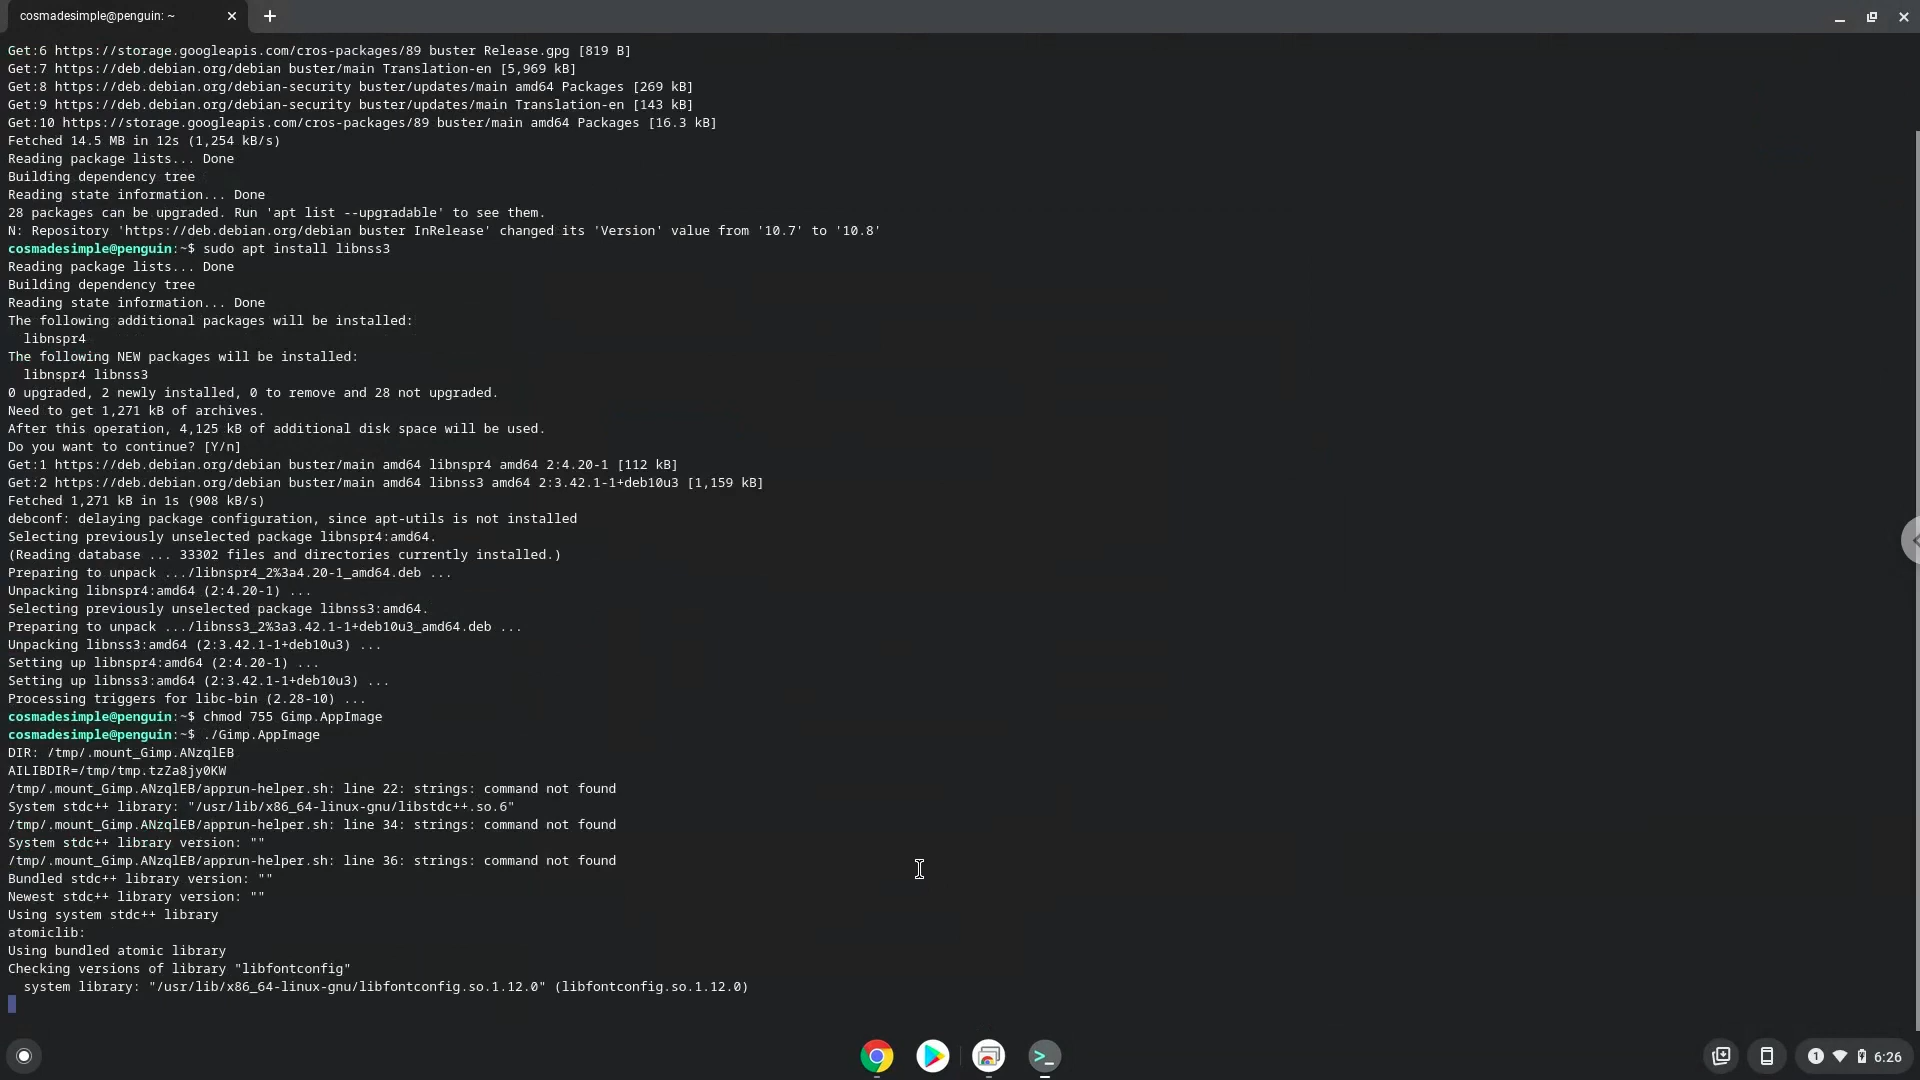 cosmadesimple@penguin: ~
Get:6 https://storage.googleapis.com/cros-packages/89 buster Release.gpg [819 B]
Get:7 https://deb.debian.org/debian buster/main Translation-en [5,969 kB]
Get:8 https://deb.debian.org/debian-security buster/updates/main amd64 Packages [269 kB]
Get:9 https://deb.debian.org/debian-security buster/updates/main Translation-en [143 kB]
Get:10 https://storage.googleapis.com/cros-packages/89 buster/main amd64 Packages [16.3 kB]
Fetched 14.5 MB in 12s (1,254 kB/s)
Reading package lists... Done
Building dependency tree
Reading state information... Done
28 packages can be upgraded. Run 'apt list --upgradable' to see them.
N: Repository 'https://deb.debian.org/debian buster InRelease' changed its 'Version' value from '10.7' to '10.8'
cosmadesimple@penguin:~$ sudo apt install libnss3
Reading package lists... Done
Building dependency tree
Reading state information... Done
The following additional packages will be installed:
  libnspr4
The following NEW packages will be installed:
  libnspr4 libnss3
0 upgraded, 2 newly installed, 0 to remove and 28 not upgraded.
Need to get 1,271 kB of archives.
After this operation, 4,125 kB of additional disk space will be used.
Do you want to continue? [Y/n]
Get:1 https://deb.debian.org/debian buster/main amd64 libnspr4 amd64 2:4.20-1 [112 kB]
Get:2 https://deb.debian.org/debian buster/main amd64 libnss3 amd64 2:3.42.1-1+deb10u3 [1,159 kB]
Fetched 1,271 kB in 1s (908 kB/s)
debconf: delaying package configuration, since apt-utils is not installed
Selecting previously unselected package libnspr4:amd64.
(Reading database ... 33302 files and directories currently installed.)
Preparing to unpack .../libnspr4_2%3a4.20-1_amd64.deb ...
Unpacking libnspr4:amd64 (2:4.20-1) ...
Selecting previously unselected package libnss3:amd64.
Preparing to unpack .../libnss3_2%3a3.42.1-1+deb10u3_amd64.deb ...
Unpacking libnss3:amd64 (2:3.42.1-1+deb10u3) ...
Setting up libnspr4:amd64 (2:4.20-1) ...
Setting up libnss3:amd64 (2:3.42.1-1+deb10u3) ...
Processing triggers for libc-bin (2.28-10) ...
cosmadesimple@penguin:~$ chmod 755 Gimp.AppImage
cosmadesimple@penguin:~$ ./Gimp.AppImage
DIR: /tmp/.mount_Gimp.ANzqlEB
AILIBDIR=/tmp/tmp.tzZa8jy0KW
/tmp/.mount_Gimp.ANzqlEB/apprun-helper.sh: line 22: strings: command not found
System stdc++ library: "/usr/lib/x86_64-linux-gnu/libstdc++.so.6"
/tmp/.mount_Gimp.ANzqlEB/apprun-helper.sh: line 34: strings: command not found
System stdc++ library version: ""
/tmp/.mount_Gimp.ANzqlEB/apprun-helper.sh: line 36: strings: command not found
Bundled stdc++ library version: ""
Newest stdc++ library version: ""
Using system stdc++ library
atomiclib:
Using bundled atomic library
Checking versions of library "libfontconfig"
  system library: "/usr/lib/x86_64-linux-gnu/libfontconfig.so.1.12.0" (libfontconfig.so.1.12.0)
>_
1 6:26